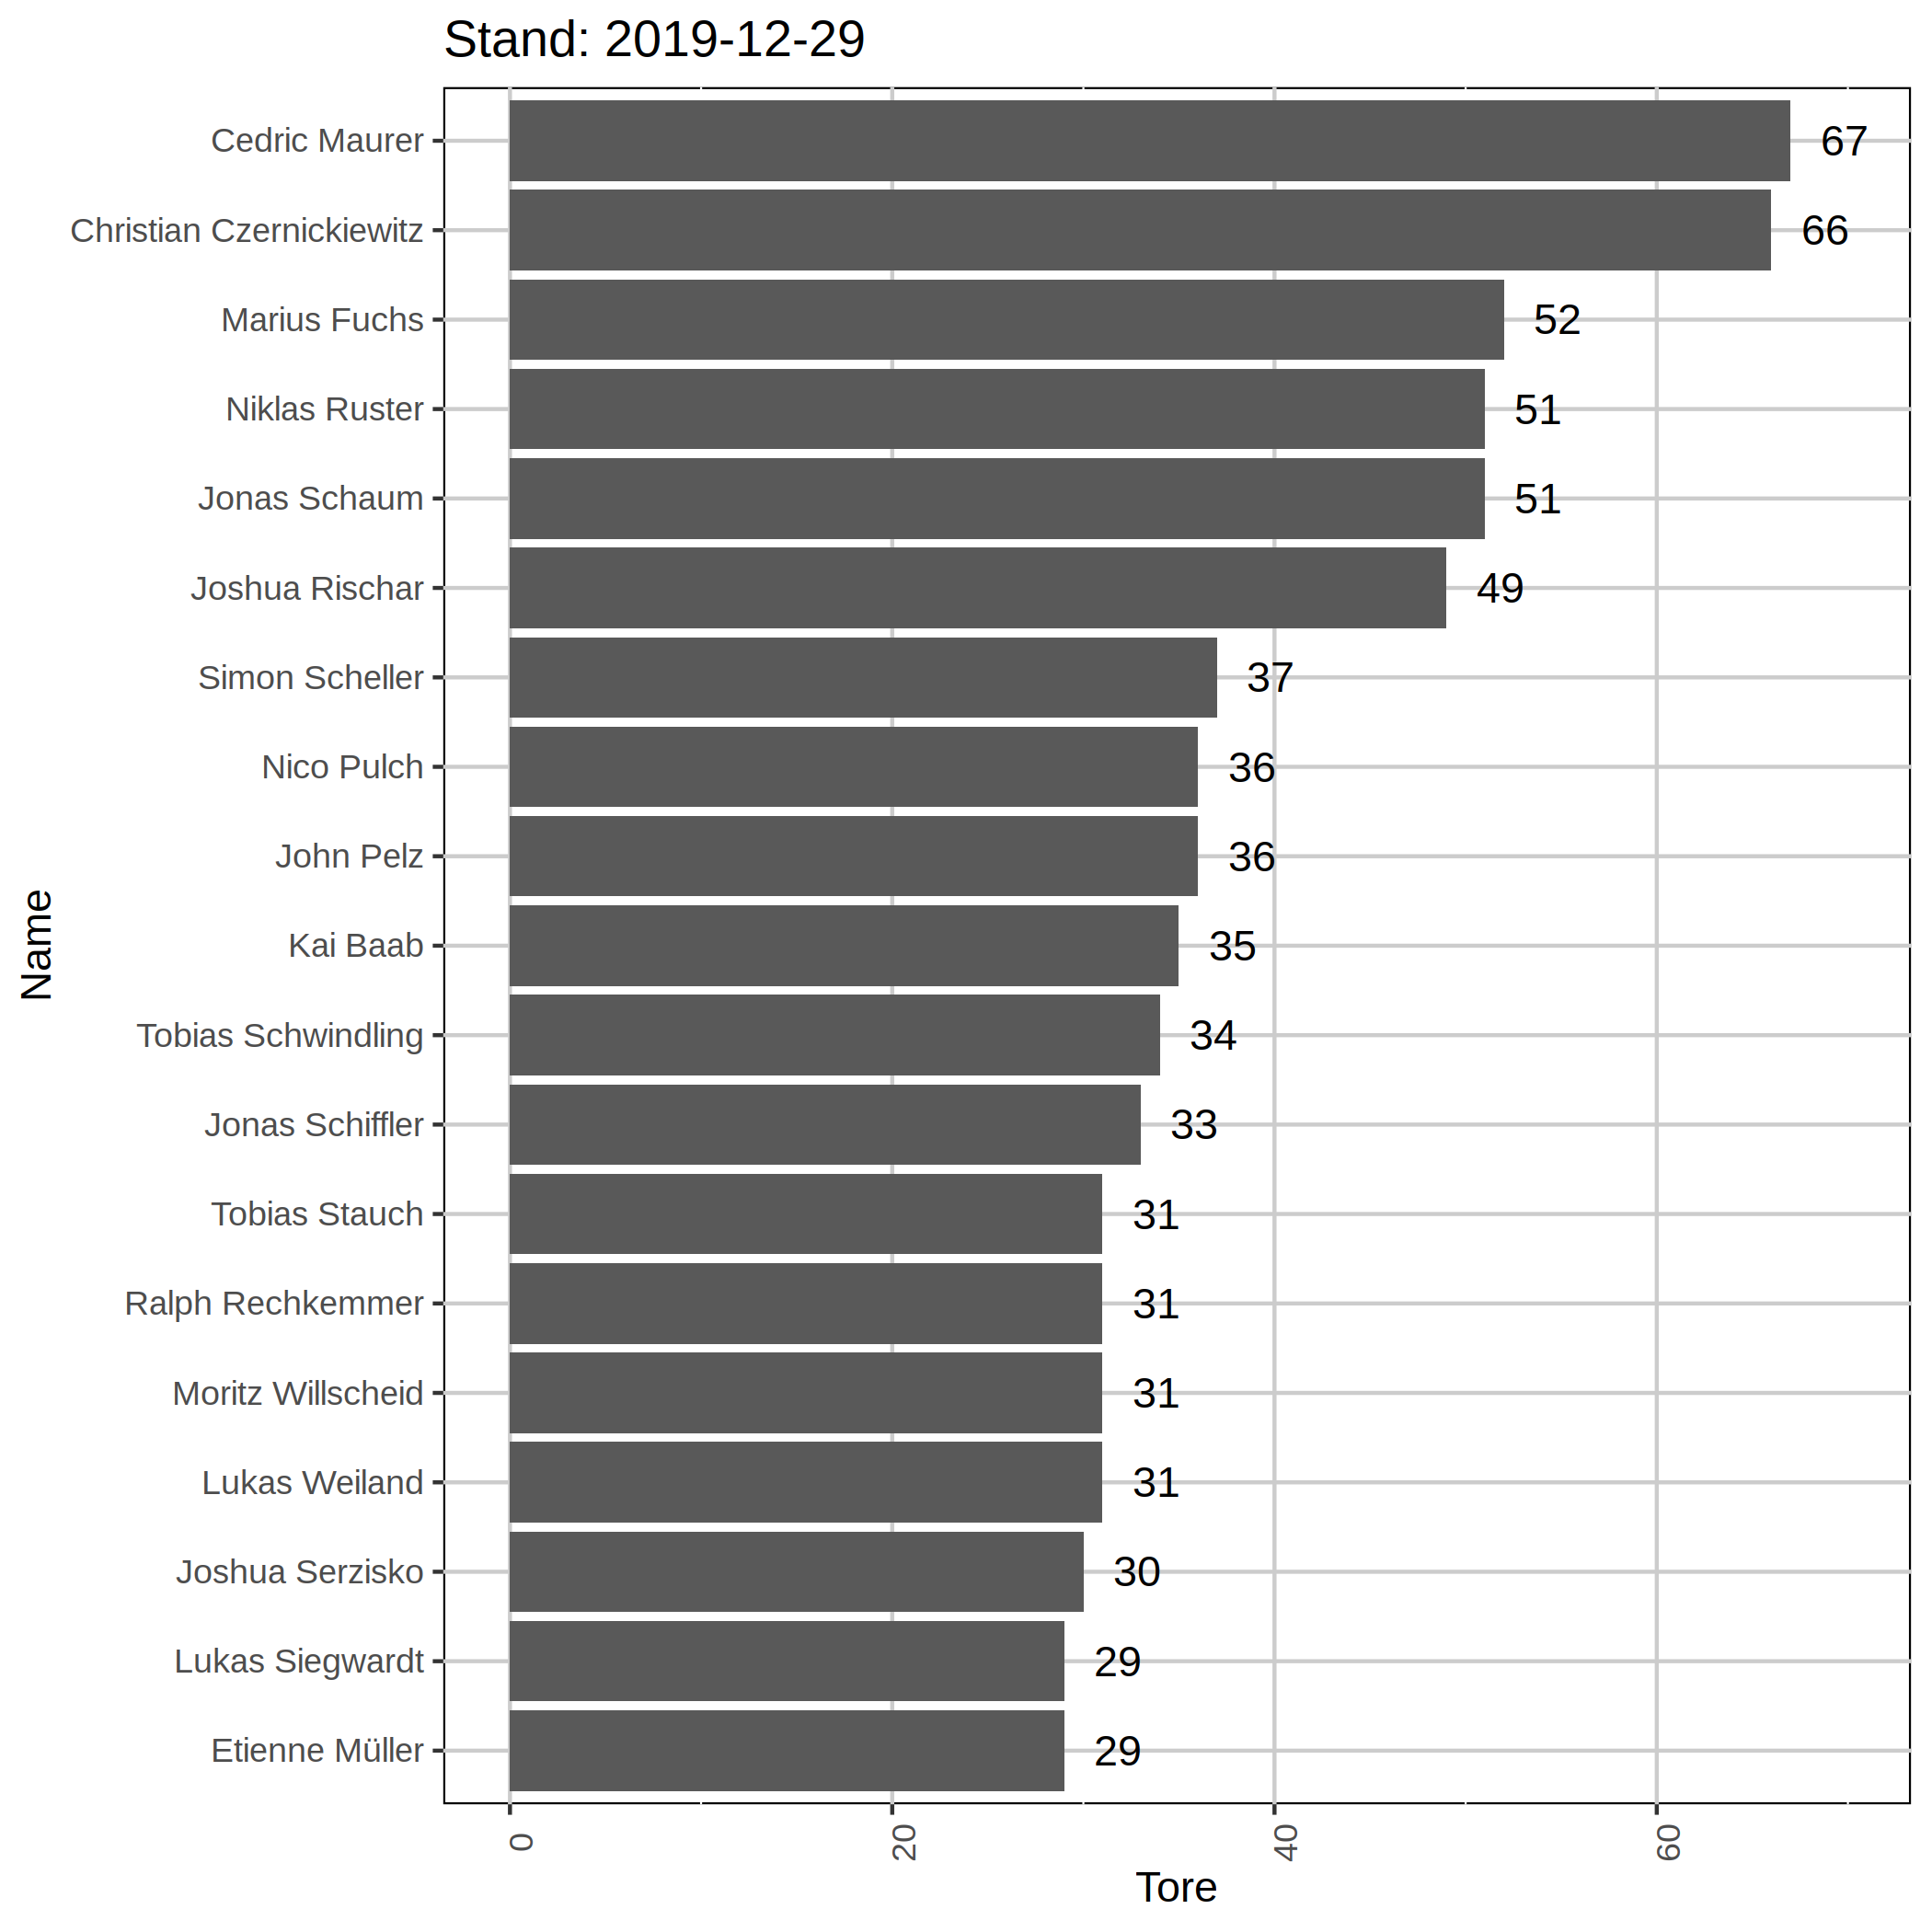 Stand: 2019-12-29
Cedric Maurer 67
Christian Czernickiewitz 66
Marius Fuchs 52
Niklas Ruster 51
Jonas Schaum 51
Joshua Rischar 49
Simon Scheller 37
Nico Pulch 36
John Pelz 36
Kai Baab 35
Tobias Schwindling 34
Jonas Schiffler 33
Tobias Stauch 31
Ralph Rechkemmer 31
Moritz Willscheid 31
Lukas Weiland 31
Joshua Serzisko 30
Lukas Siegwardt 29
Etienne Müller 29
Name
0 20 40 60
Tore